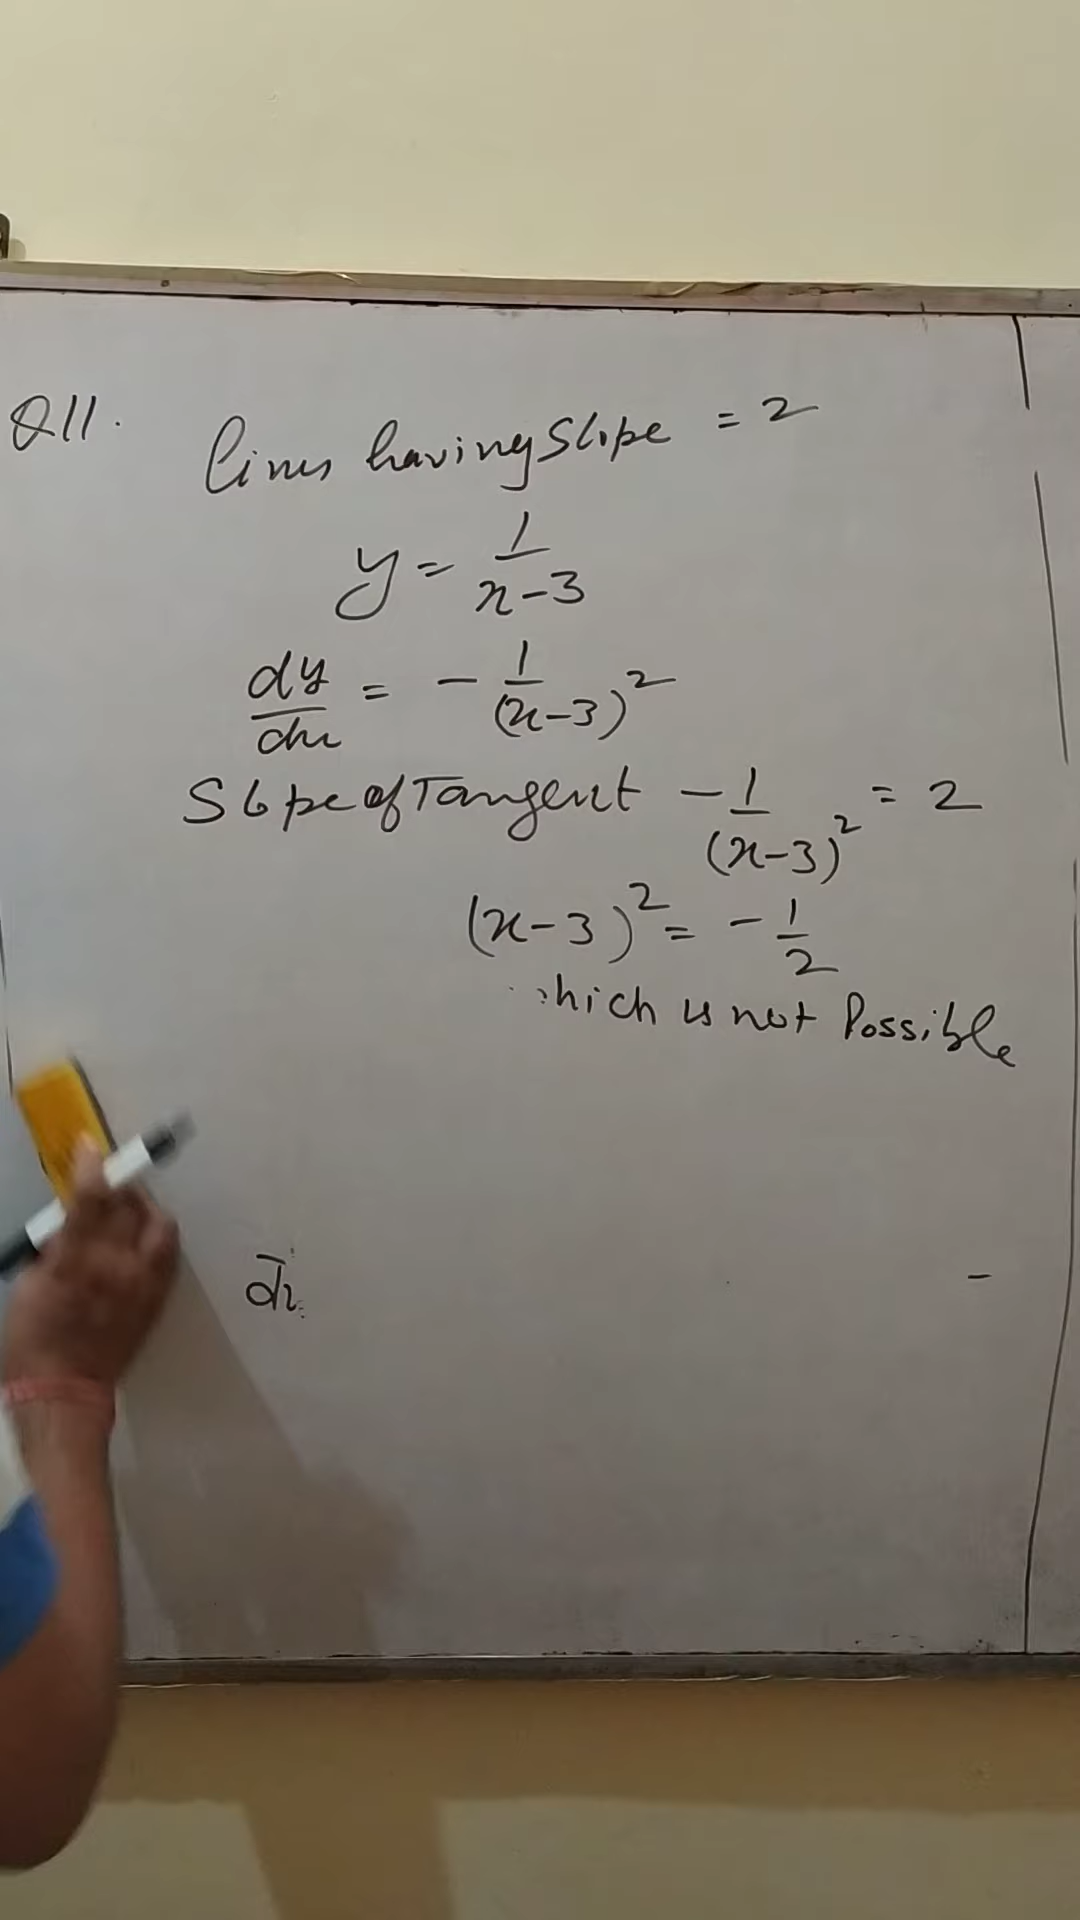 Q11.
lines having Slope = 2
y = 1/(x-3)
dy/dx = - 1/(x-3)^2
Slope of Tangent - 1/(x-3)^2 = 2
(x-3)^2 = - 1/2
which is not Possible